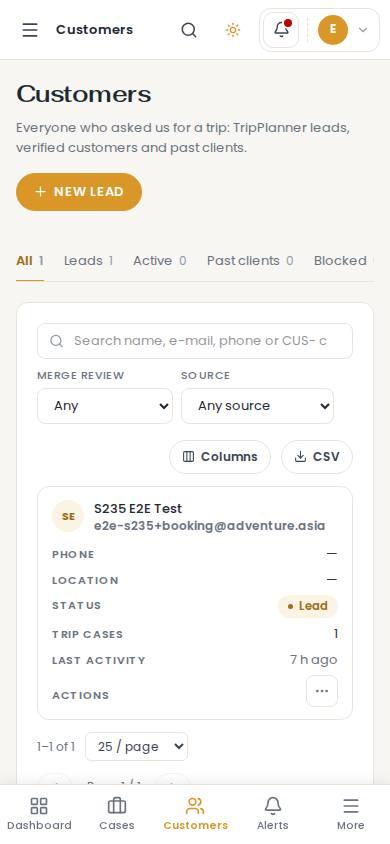 Customers
E
Customers
Everyone who asked us for a trip: TripPlanner leads,
verified customers and past clients.
+ NEW LEAD
All 1 Leads 1 Active 0 Past clients 0 Blocked
Search name, e-mail, phone or CUS- c
MERGE REVIEW SOURCE
Any Any source
Columns CSV
SE
S235 E2E Test
e2e-s235+booking@adventure.asia
PHONE —
LOCATION —
STATUS Lead
TRIP CASES 1
LAST ACTIVITY 7 h ago
ACTIONS ...
1–1 of 1 25 / page
Dashboard Cases Customers Alerts More